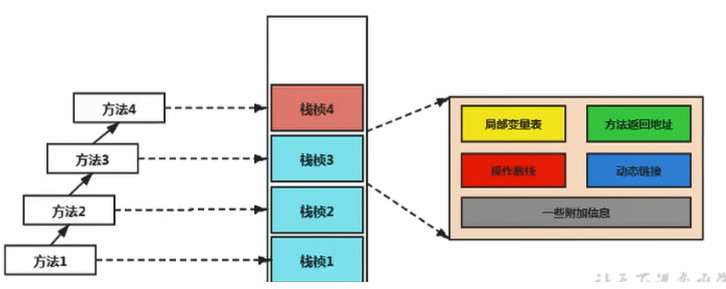 方法4
栈桢4
局部变量表
方法返回地址
方法3
栈桢3
操作数栈
动态链接
方法2
栈桢2
一些附加信息
方法1
栈桢1